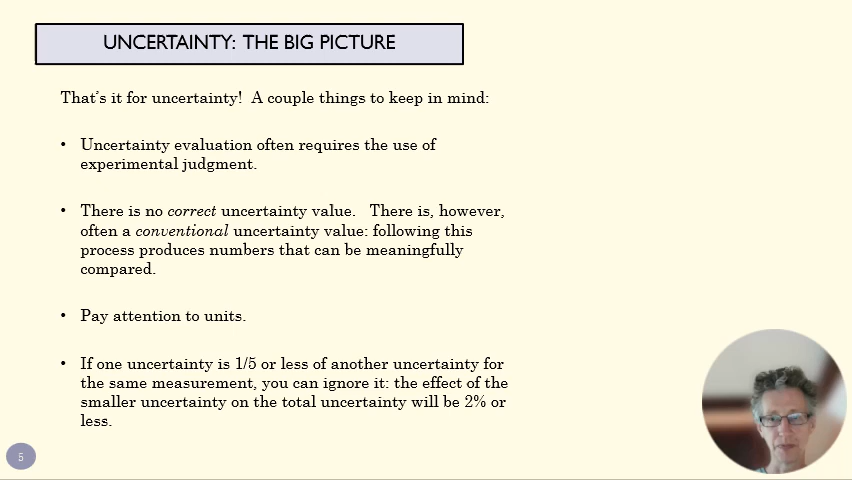 UNCERTAINTY: THE BIG PICTURE
That's it for uncertainty!  A couple things to keep in mind:
• Uncertainty evaluation often requires the use of
experimental judgment.
• There is no correct uncertainty value.   There is, however,
often a conventional uncertainty value: following this
process produces numbers that can be meaningfully
compared.
• Pay attention to units.
• If one uncertainty is 1/5 or less of another uncertainty for
the same measurement, you can ignore it: the effect of the
smaller uncertainty on the total uncertainty will be 2% or
less.
5